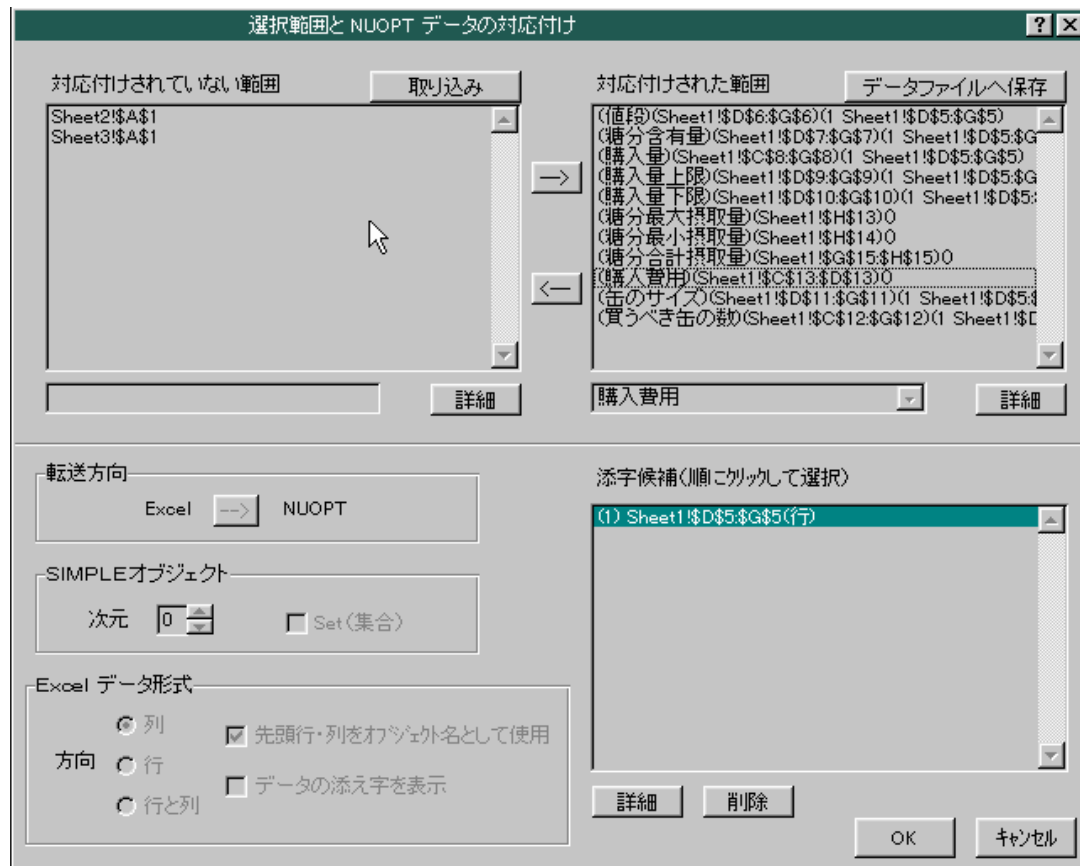 選択範囲と NUOPT データの対応付け
対応付けされていない範囲
取り込み
対応付けされた範囲
データファイルへ保存
Sheet2!$A$1
Sheet3!$A$1
(値段)(Sheet1!$D$6:$G$6)(1 Sheet1!$D$5:$G$5)
(糖分含有量)(Sheet1!$D$7:$G$7)(1 Sheet1!$D$5:$G
(購入量)(Sheet1!$C$8:$G$8)(1 Sheet1!$D$5:$G$5)
(購入量上限)(Sheet1!$D$9:$G$9)(1 Sheet1!$D$5:$G
(購入量下限)(Sheet1!$D$10:$G$10)(1 Sheet1!$D$5:
(糖分最大摂取量)(Sheet1!$H$13)()
(糖分最小摂取量)(Sheet1!$H$14)()
(糖分合計摂取量)(Sheet1!$G$15:$H$15)()
(購入費用)(Sheet1!$C$13:$D$13)()
(缶のサイズ)(Sheet1!$D$11:$G$11)(1 Sheet1!$D$5:$
(買うべき缶の数)(Sheet1!$C$12:$G$12)(1 Sheet1!$D
-->
<--
詳細
購入費用
詳細
転送方向
Excel --> NUOPT
SIMPLEオブジェクト
次元 0 Set(集合)
Excel データ形式
方向
列
行
行と列
先頭行・列をオブジェクト名として使用
データの添え字を表示
添字候補(順にクリックして選択)
(1) Sheet1!$D$5:$G$5(行)
詳細
削除
OK
キャンセル